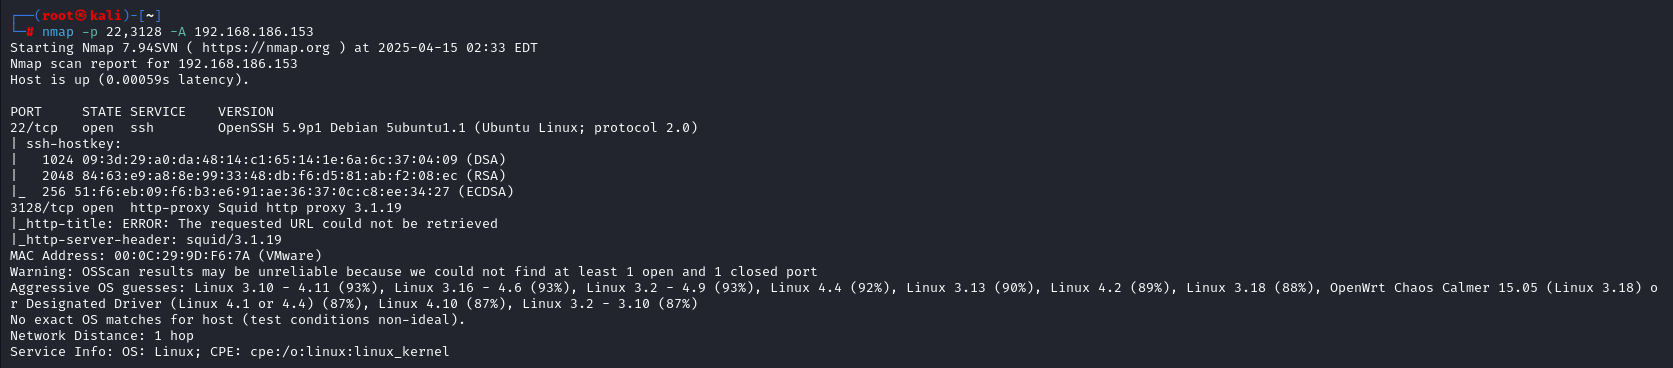 ┌──(root㉿kali)-[~]
└─# nmap -p 22,3128 -A 192.168.186.153
Starting Nmap 7.94SVN ( https://nmap.org ) at 2025-04-15 02:33 EDT
Nmap scan report for 192.168.186.153
Host is up (0.00059s latency).

PORT     STATE SERVICE    VERSION
22/tcp   open  ssh        OpenSSH 5.9p1 Debian 5ubuntu1.1 (Ubuntu Linux; protocol 2.0)
| ssh-hostkey:
|   1024 09:3d:29:a0:da:48:14:c1:65:14:1e:6a:6c:37:04:09 (DSA)
|   2048 84:63:e9:a8:8e:99:33:48:db:f6:d5:81:ab:f2:08:ec (RSA)
|_  256 51:f6:eb:09:f6:b3:e6:91:ae:36:37:0c:c8:ee:34:27 (ECDSA)
3128/tcp open  http-proxy Squid http proxy 3.1.19
|_http-title: ERROR: The requested URL could not be retrieved
|_http-server-header: squid/3.1.19
MAC Address: 00:0C:29:9D:F6:7A (VMware)
Warning: OSScan results may be unreliable because we could not find at least 1 open and 1 closed port
Aggressive OS guesses: Linux 3.10 - 4.11 (93%), Linux 3.16 - 4.6 (93%), Linux 3.2 - 4.9 (93%), Linux 4.4 (92%), Linux 3.13 (90%), Linux 4.2 (89%), Linux 3.18 (88%), OpenWrt Chaos Calmer 15.05 (Linux 3.18) o
r Designated Driver (Linux 4.1 or 4.4) (87%), Linux 4.10 (87%), Linux 3.2 - 3.10 (87%)
No exact OS matches for host (test conditions non-ideal).
Network Distance: 1 hop
Service Info: OS: Linux; CPE: cpe:/o:linux:linux_kernel